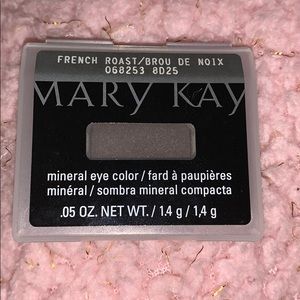 FRENCH ROAST/BROU DE NOIX
068253 8D25
MARY KAY
mineral eye color / fard à paupières
minéral / sombra mineral compacta
.05 OZ. NET WT. / 1.4 g / 1,4 g